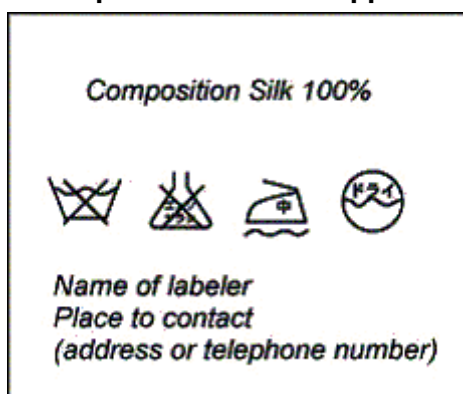 Composition Silk 100%
中 ドライ
Name of labeler
Place to contact
(address or telephone number)